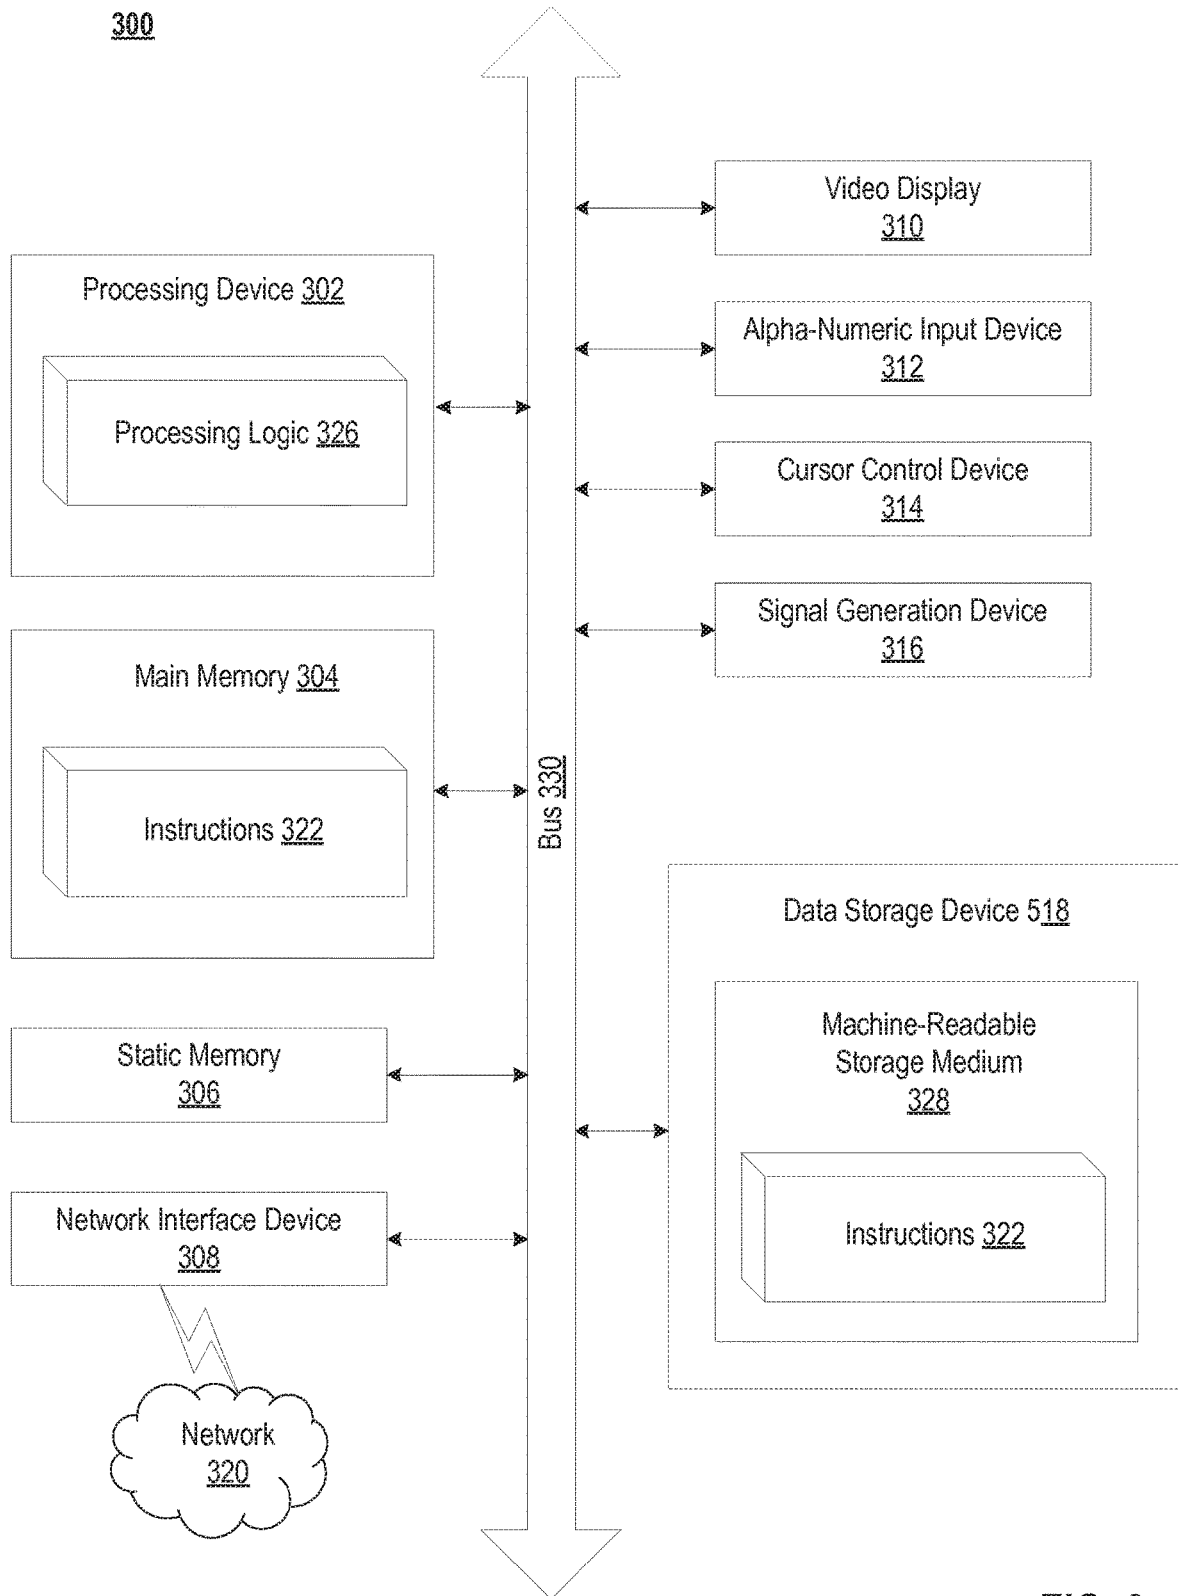 300
Processing Device 302
Processing Logic 326
Main Memory 304
Instructions 322
Static Memory
306
Network Interface Device
308
Network
320
Bus 330
Video Display
310
Alpha-Numeric Input Device
312
Cursor Control Device
314
Signal Generation Device
316
Data Storage Device 518
Machine-Readable
Storage Medium
328
Instructions 322